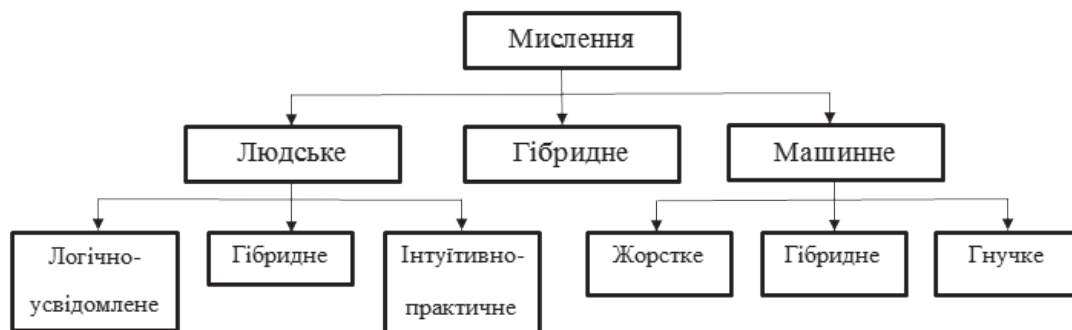 Мислення
Людське
Гібридне
Машинне
Логічно-
усвідомлене
Гібридне
Інтуїтивно-
практичне
Жорстке
Гібридне
Гнучке